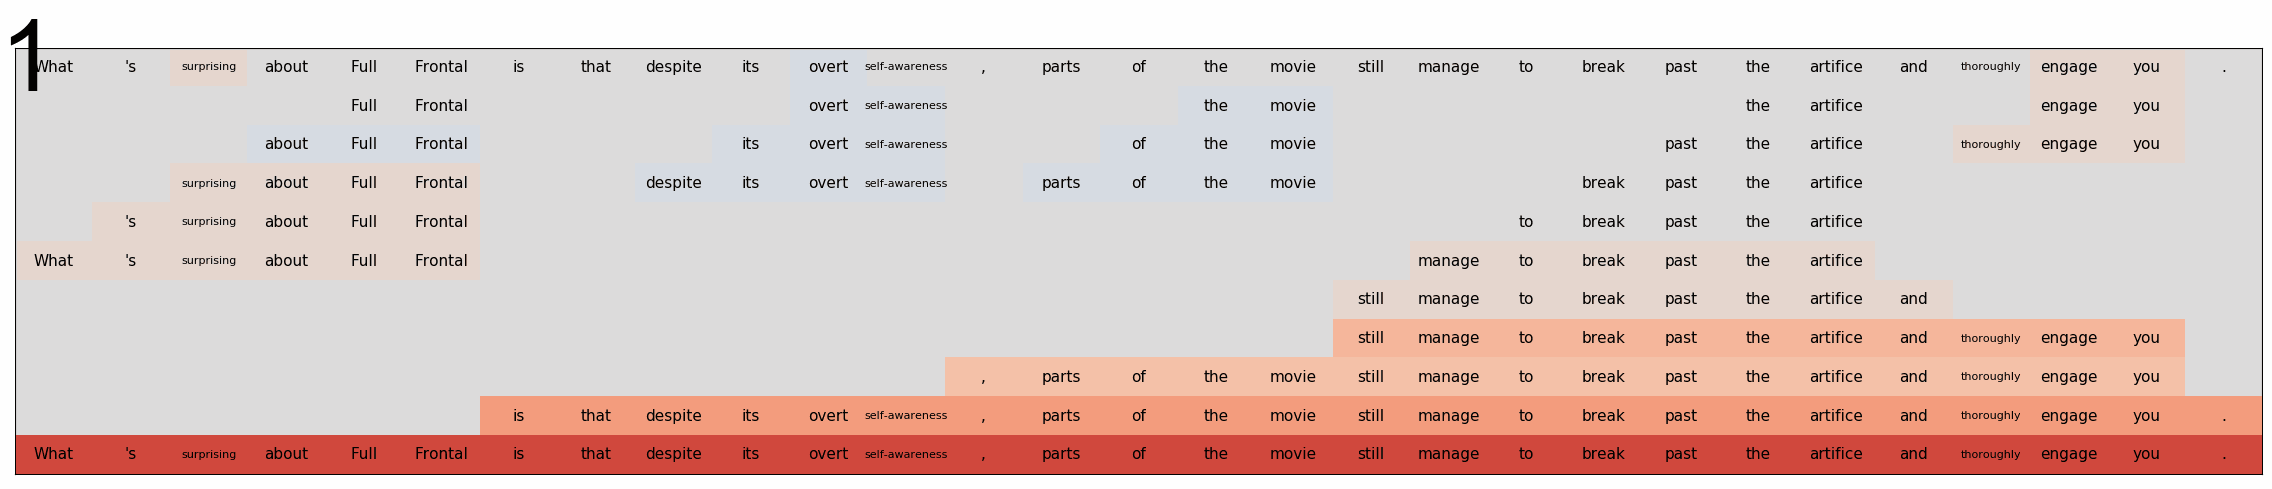 1
What 's surprising about Full Frontal is that despite its overt self-awareness , parts of the movie still manage to break past the artifice and thoroughly engage you .
Full Frontal overt self-awareness the movie the artifice engage you
about Full Frontal its overt self-awareness of the movie past the artifice thoroughly engage you
surprising about Full Frontal despite its overt self-awareness parts of the movie break past the artifice
's surprising about Full Frontal to break past the artifice
What 's surprising about Full Frontal manage to break past the artifice
still manage to break past the artifice and
still manage to break past the artifice and thoroughly engage you
, parts of the movie still manage to break past the artifice and thoroughly engage you
is that despite its overt self-awareness , parts of the movie still manage to break past the artifice and thoroughly engage you .
What 's surprising about Full Frontal is that despite its overt self-awareness , parts of the movie still manage to break past the artifice and thoroughly engage you .